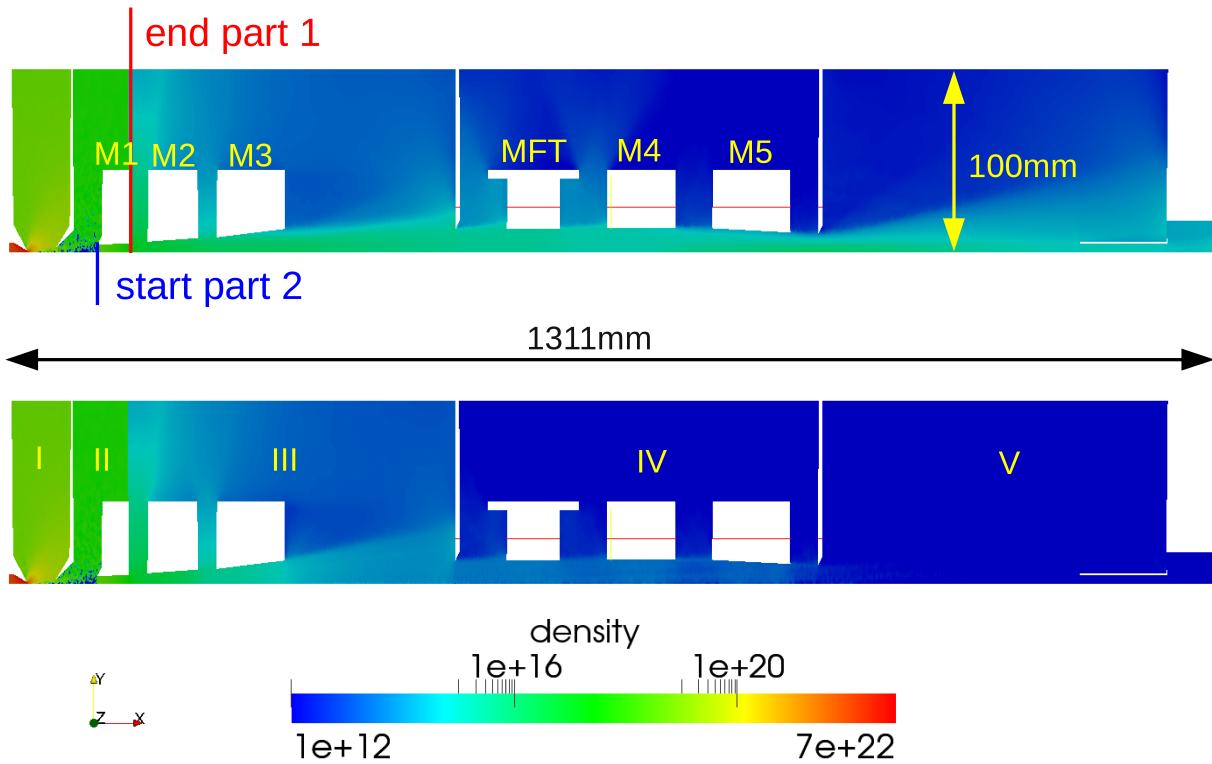 end part 1
M1 M2 M3 MFT M4 M5
100mm
start part 2
1311mm
I II III IV V
density
1e+16 1e+20
1e+12 7e+22
Y
Z X